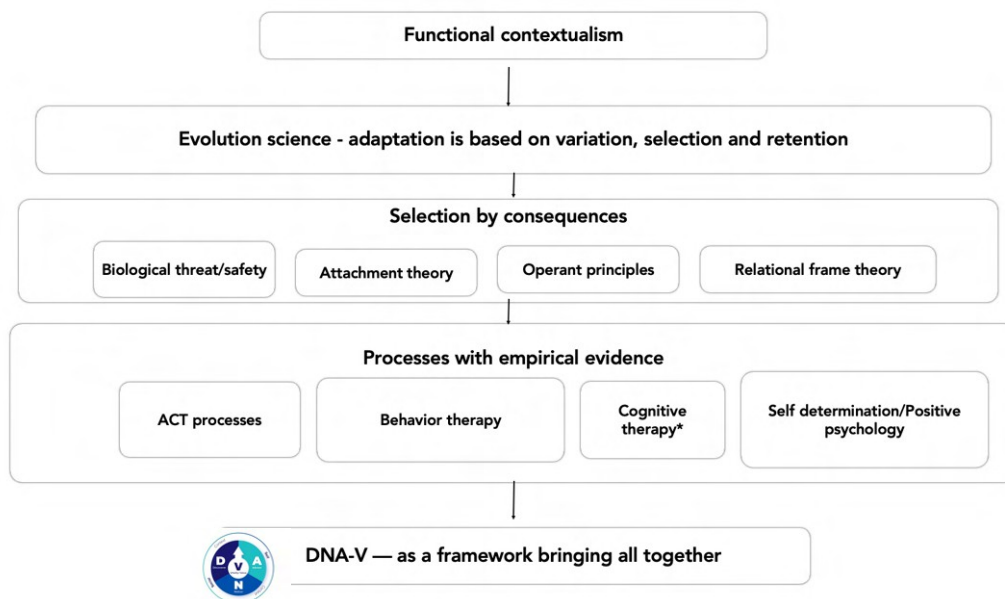 Functional contextualism
Evolution science - adaptation is based on variation, selection and retention
Selection by consequences
Biological threat/safety
Attachment theory
Operant principles
Relational frame theory
Processes with empirical evidence
ACT processes
Behavior therapy
Cognitive
therapy*
Self determination/Positive
psychology
D
V
A
N
DNA-V — as a framework bringing all together